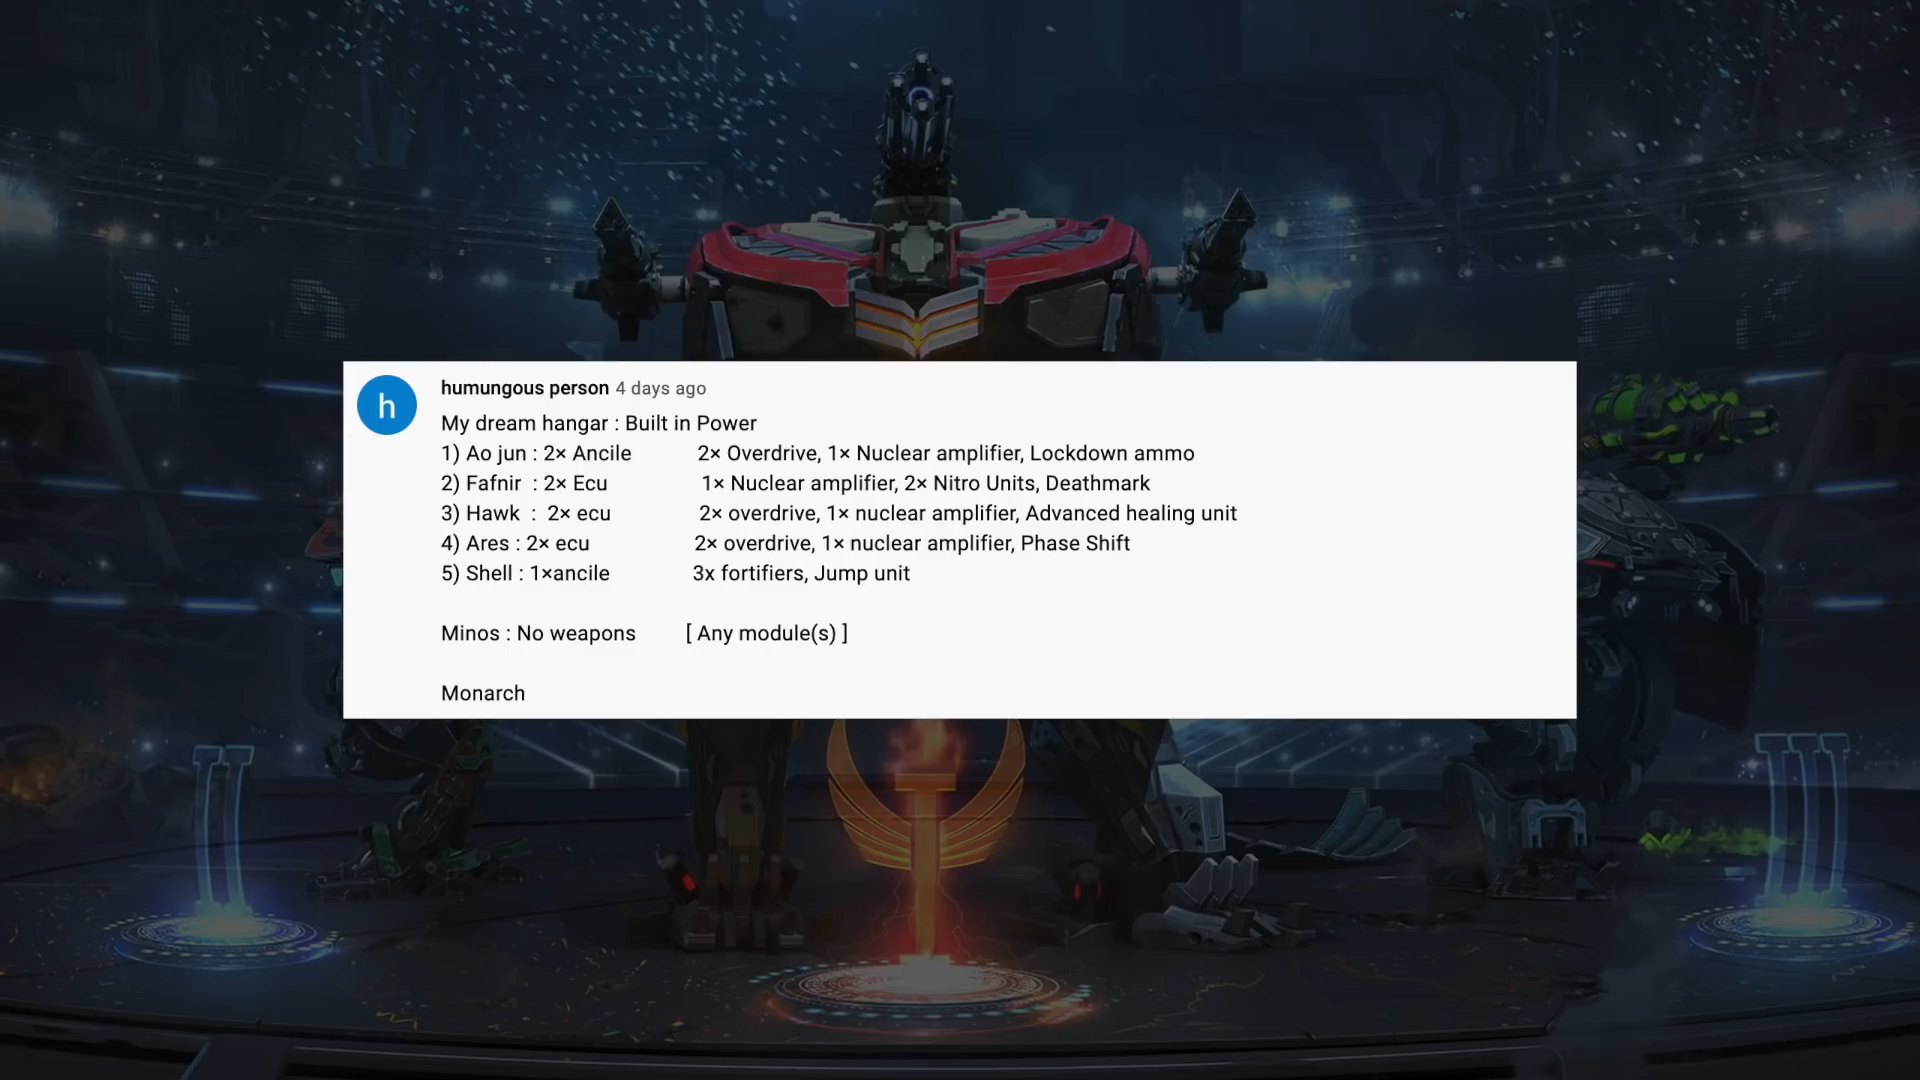 h
humungous person 4 days ago
My dream hangar : Built in Power
1) Ao jun : 2× Ancile 2× Overdrive, 1× Nuclear amplifier, Lockdown ammo
2) Fafnir : 2× Ecu 1× Nuclear amplifier, 2× Nitro Units, Deathmark
3) Hawk : 2× ecu 2× overdrive, 1× nuclear amplifier, Advanced healing unit
4) Ares : 2× ecu 2× overdrive, 1× nuclear amplifier, Phase Shift
5) Shell : 1×ancile 3x fortifiers, Jump unit
Minos : No weapons [ Any module(s) ]
Monarch
II
I
III